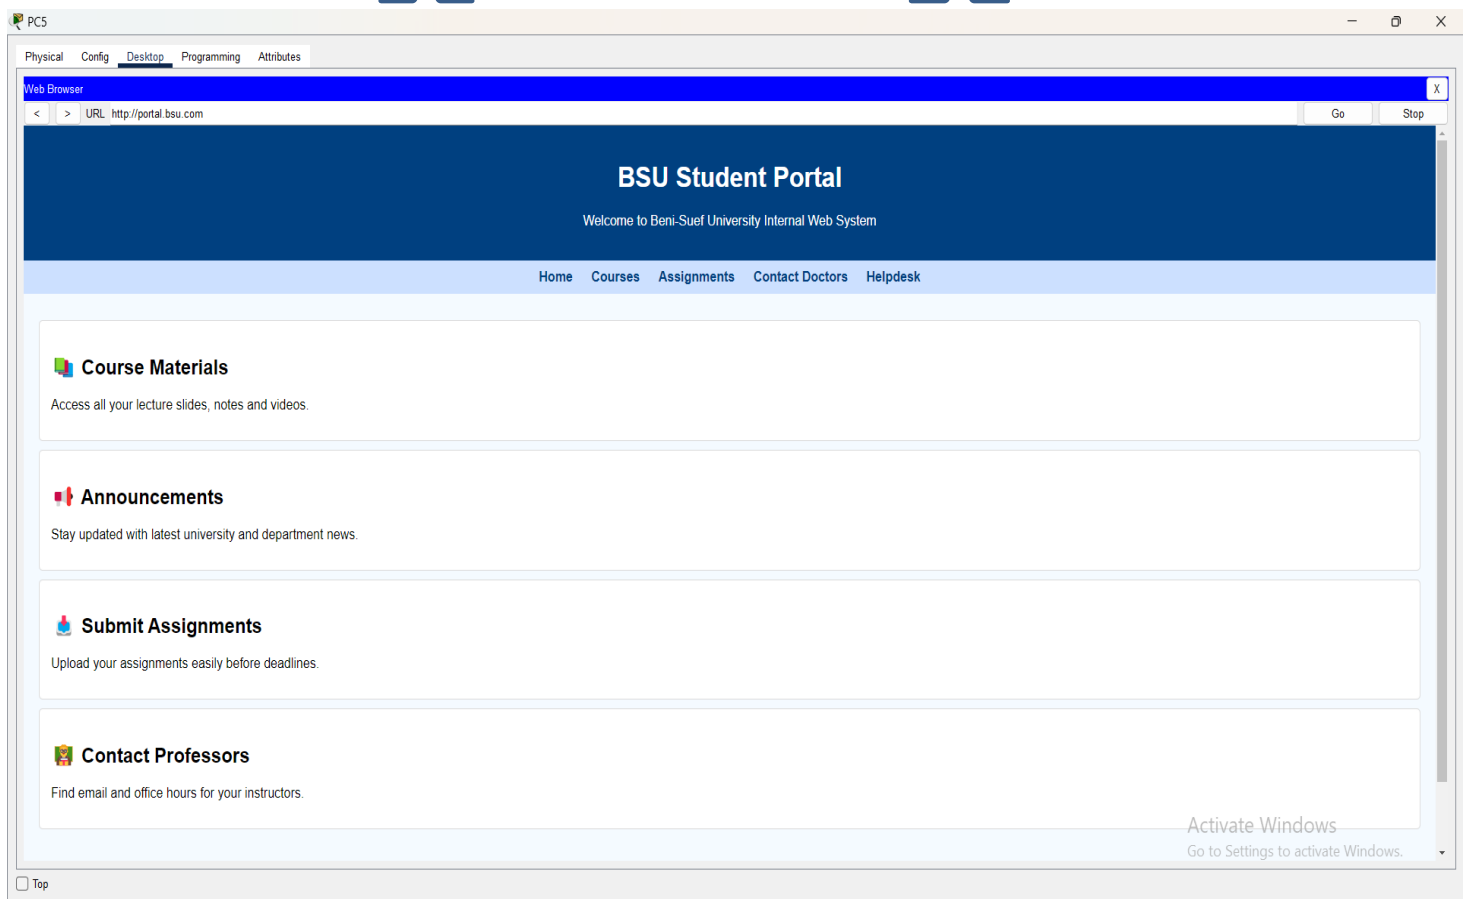 PC5
Physical Config Desktop Programming Attributes
Web Browser X
< > URL http://portal.bsu.com Go Stop
BSU Student Portal
Welcome to Beni-Suef University Internal Web System
Home Courses Assignments Contact Doctors Helpdesk
Course Materials
Access all your lecture slides, notes and videos.
Announcements
Stay updated with latest university and department news.
Submit Assignments
Upload your assignments easily before deadlines.
Contact Professors
Find email and office hours for your instructors.
Activate Windows
Go to Settings to activate Windows.
Top